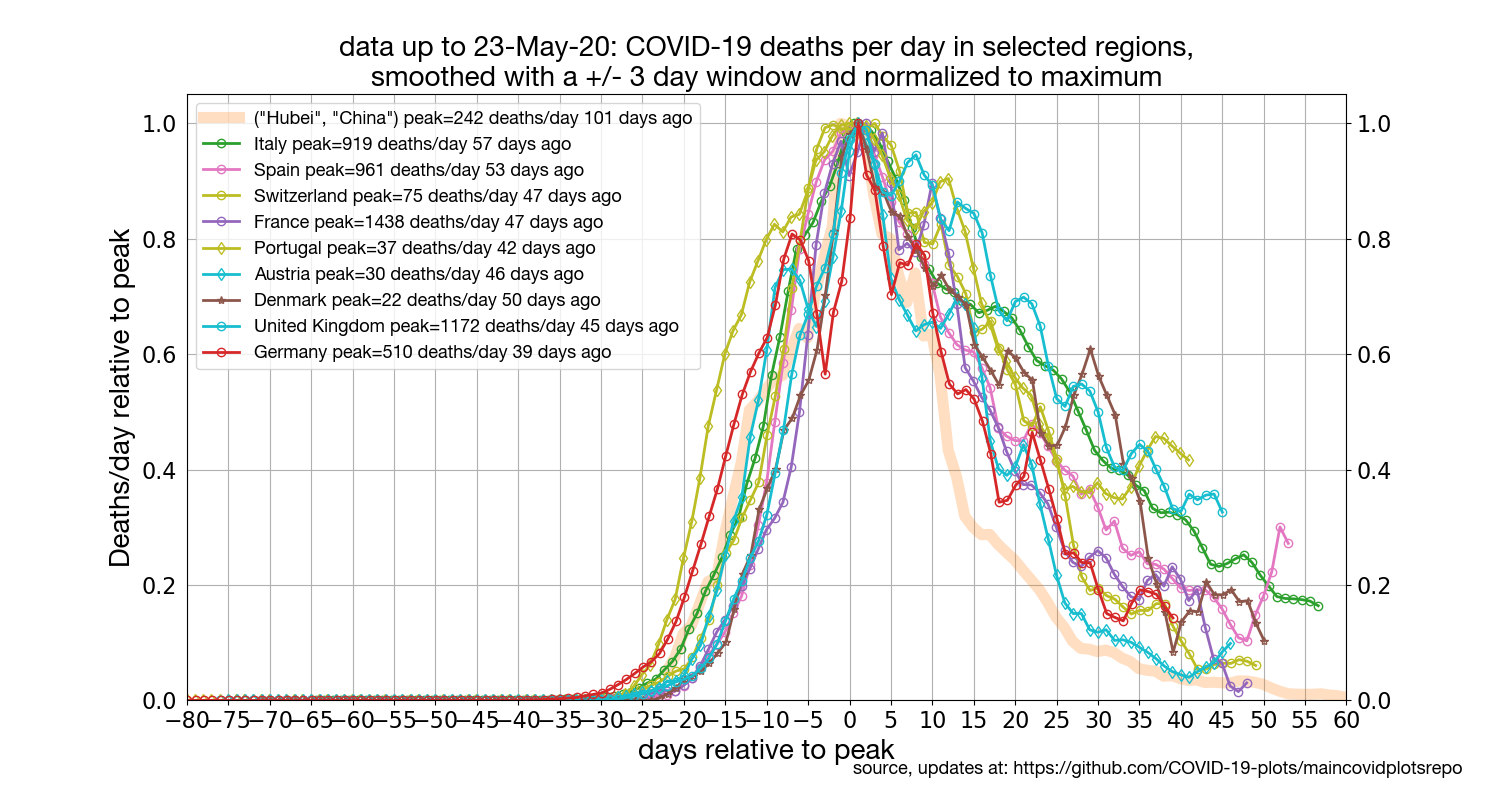 data up to 23-May-20: COVID-19 deaths per day in selected regions,
smoothed with a +/- 3 day window and normalized to maximum
("Hubei", "China") peak=242 deaths/day 101 days ago
Italy peak=919 deaths/day 57 days ago
Spain peak=961 deaths/day 53 days ago
Switzerland peak=75 deaths/day 47 days ago
France peak=1438 deaths/day 47 days ago
Portugal peak=37 deaths/day 42 days ago
Austria peak=30 deaths/day 46 days ago
Denmark peak=22 deaths/day 50 days ago
United Kingdom peak=1172 deaths/day 45 days ago
Germany peak=510 deaths/day 39 days ago
Deaths/day relative to peak
1.0
0.8
0.6
0.4
0.2
0.0
1.0
0.8
0.6
0.4
0.2
0.0
−80 −75 −70 −65 −60 −55 −50 −45 −40 −35 −30 −25 −20 −15 −10 −5 0 5 10 15 20 25 30 35 40 45 50 55 60
days relative to peak
source, updates at: https://github.com/COVID-19-plots/maincovidplotsrepo